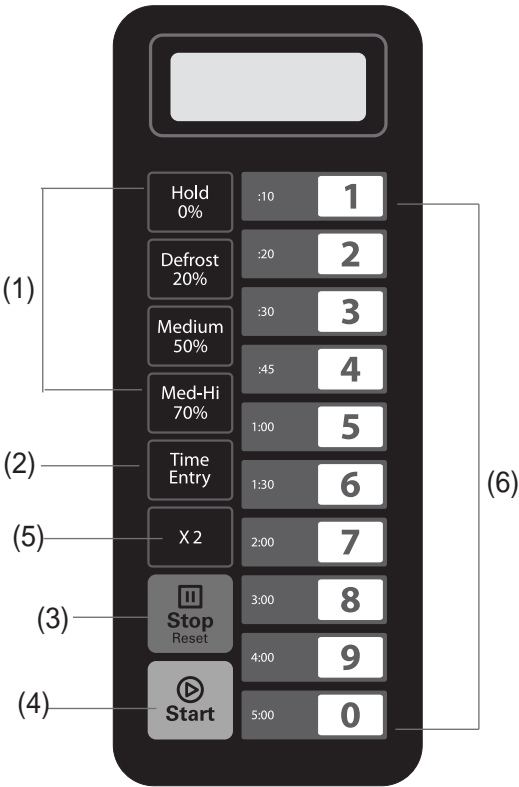 (1)
Hold
0%
Defrost
20%
Medium
50%
Med-Hi
70%
(2)
Time
Entry
(5)
X 2
(3)
Stop
Reset
(4)
Start
:10 1
:20 2
:30 3
:45 4
1:00 5
1:30 6
2:00 7
3:00 8
4:00 9
5:00 0
(6)